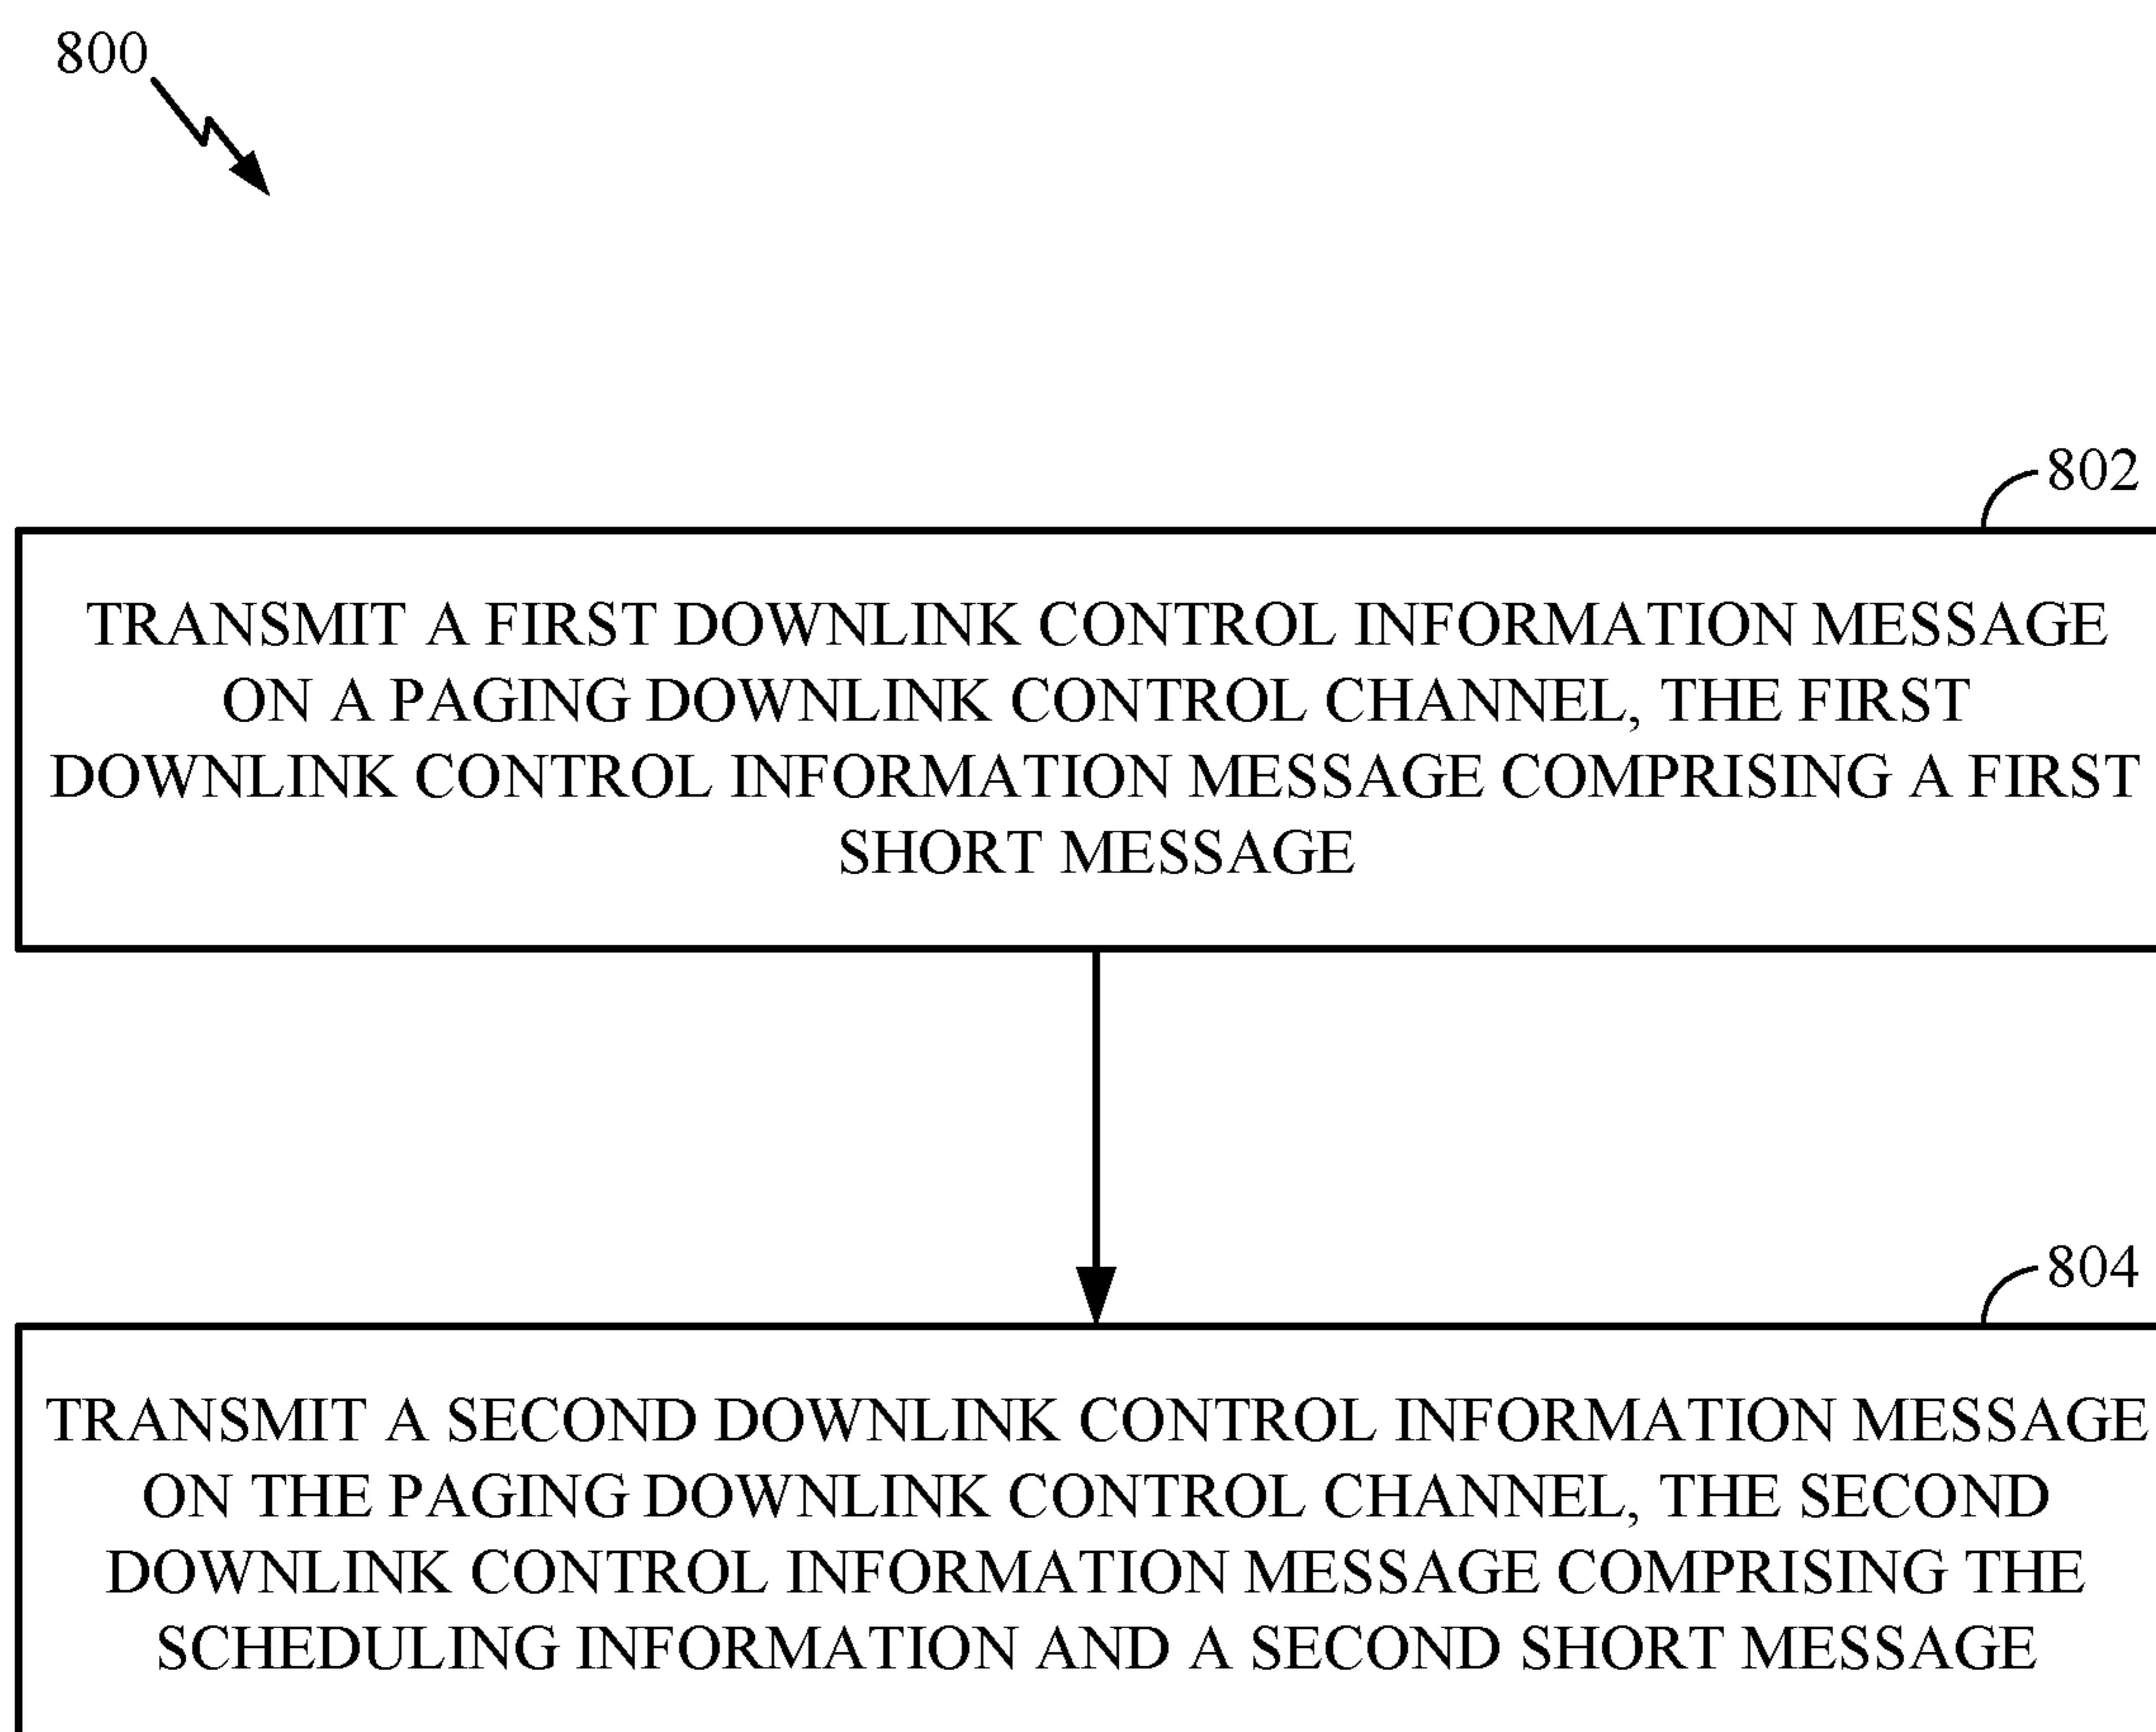 800
802
TRANSMIT A FIRST DOWNLINK CONTROL INFORMATION MESSAGE
ON A PAGING DOWNLINK CONTROL CHANNEL, THE FIRST
DOWNLINK CONTROL INFORMATION MESSAGE COMPRISING A FIRST
SHORT MESSAGE
804
TRANSMIT A SECOND DOWNLINK CONTROL INFORMATION MESSAGE
ON THE PAGING DOWNLINK CONTROL CHANNEL, THE SECOND
DOWNLINK CONTROL INFORMATION MESSAGE COMPRISING THE
SCHEDULING INFORMATION AND A SECOND SHORT MESSAGE